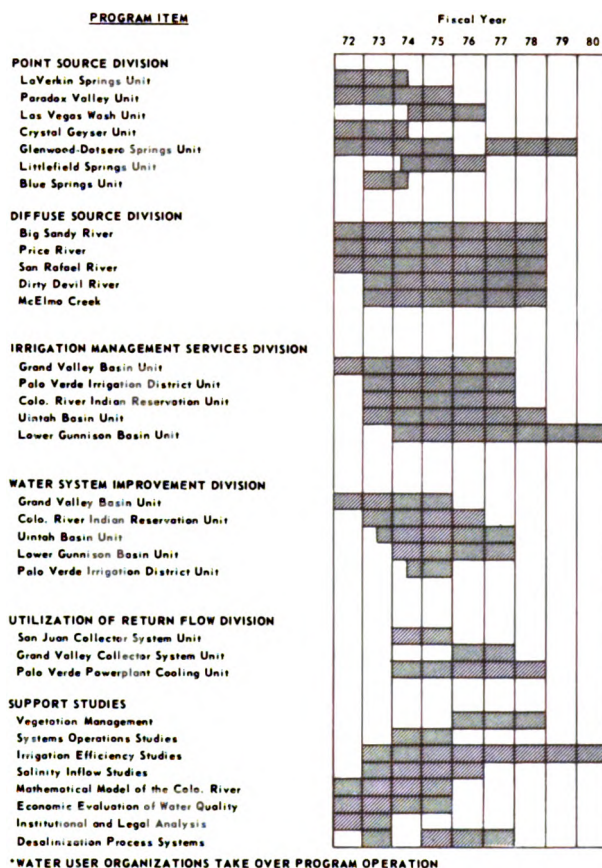 PROGRAM ITEM
Fiscal Year
72 73 74 75 76 77 78 79 80
POINT SOURCE DIVISION
LaVerkin Springs Unit
Paradox Valley Unit
Las Vegas Wash Unit
Crystal Geyser Unit
Glenwood-Dotsero Springs Unit
Littlefield Springs Unit
Blue Springs Unit
DIFFUSE SOURCE DIVISION
Big Sandy River
Price River
San Rafael River
Dirty Devil River
McElmo Creek
IRRIGATION MANAGEMENT SERVICES DIVISION
Grand Valley Basin Unit
Palo Verde Irrigation District Unit
Colo. River Indian Reservation Unit
Uintah Basin Unit
Lower Gunnison Basin Unit
WATER SYSTEM IMPROVEMENT DIVISION
Grand Valley Basin Unit
Colo. River Indian Reservation Unit
Uintah Basin Unit
Lower Gunnison Basin Unit
Palo Verde Irrigation District Unit
UTILIZATION OF RETURN FLOW DIVISION
San Juan Collector System Unit
Grand Valley Collector System Unit
Palo Verde Powerplant Cooling Unit
SUPPORT STUDIES
Vegetation Management
Systems Operations Studies
Irrigation Efficiency Studies
Salinity Inflow Studies
Mathematical Model of the Colo. River
Economic Evaluation of Water Quality
Institutional and Legal Analysis
Desalinization Process Systems
*WATER USER ORGANIZATIONS TAKE OVER PROGRAM OPERATION